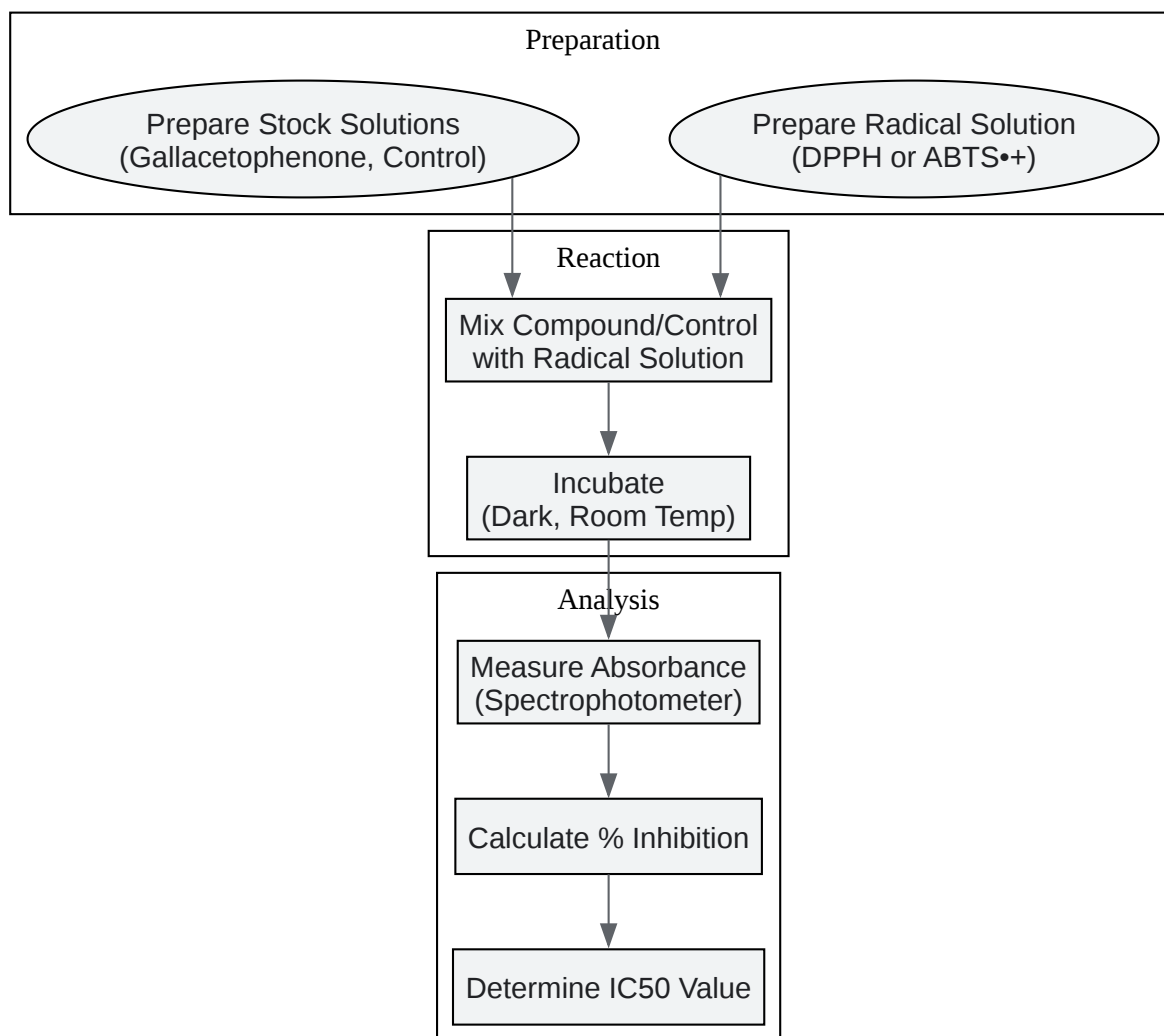 Preparation
Prepare Stock Solutions
(Gallacetophenone, Control)
Prepare Radical Solution
(DPPH or ABTS•+)
Reaction
Mix Compound/Control
with Radical Solution
Incubate
(Dark, Room Temp)
Analysis
Measure Absorbance
(Spectrophotometer)
Calculate % Inhibition
Determine IC50 Value